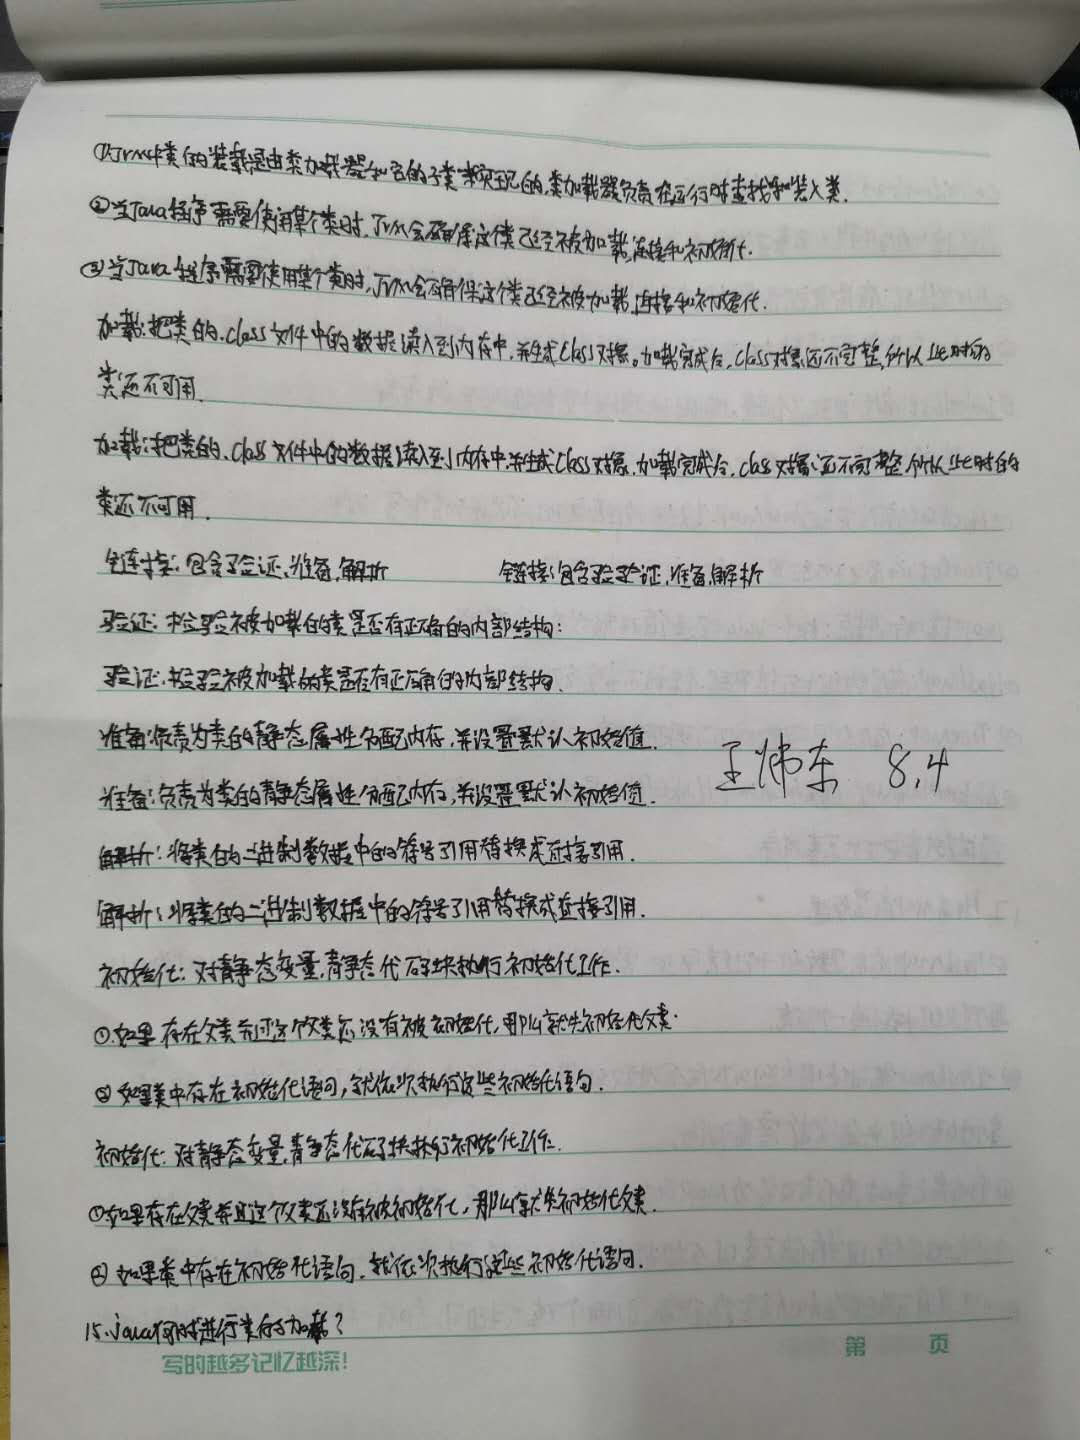 ①Jvm中类的装载是由类加载器和它的子类来实现的,类加载器负责在运行时查找和装入类.
②当Java程序需要使用某个类时,Jvm会确保这个类已经被加载,连接和初始化.
②当Java程序需要使用某个类时,Jvm会确保这个类已经被加载,连接和初始化.
加载:把类的.class文件中的数据读入到内存中,并生成Class对象。加载完成后,Class对象还不完整,所以此时的
类还不可用.
加载:把类的.class文件中的数据读入到内存中,并生成Class对象,加载完成后,class对象还不完整,所以此时的
类还不可用.
链接:包含验证,准备,解析 链接:包含验证,准备,解析
验证:检验被加载的类是否有正确的内部结构:
验证:检验被加载的类是否有正确的内部结构.
准备:负责为类的静态属性分配内存,并设置默认初始值.
王炜东 8,4
准备:负责为类的静态属性分配内存,并设置默认初始值.
解析:将类的二进制数据中的符号引用替换成直接引用.
解析:将类的二进制数据中的符号引用替换成直接引用.
初始化:对静态变量,静态代码块执行初始化工作.
①.如果存在父类并且这个父类还没有被初始化,那么就先初始化父类.
②如果类中存在初始化语句,就依次执行这些初始化语句.
初始化:对静态变量,静态代码块执行初始化工作.
①如果存在父类并且这个父类还没有被初始化,那么就先初始化父类.
②如果类中存在初始化语句.就依次执行这些初始化语句.
15.java何时进行类的加载?
写的越多记忆越深!
第 页